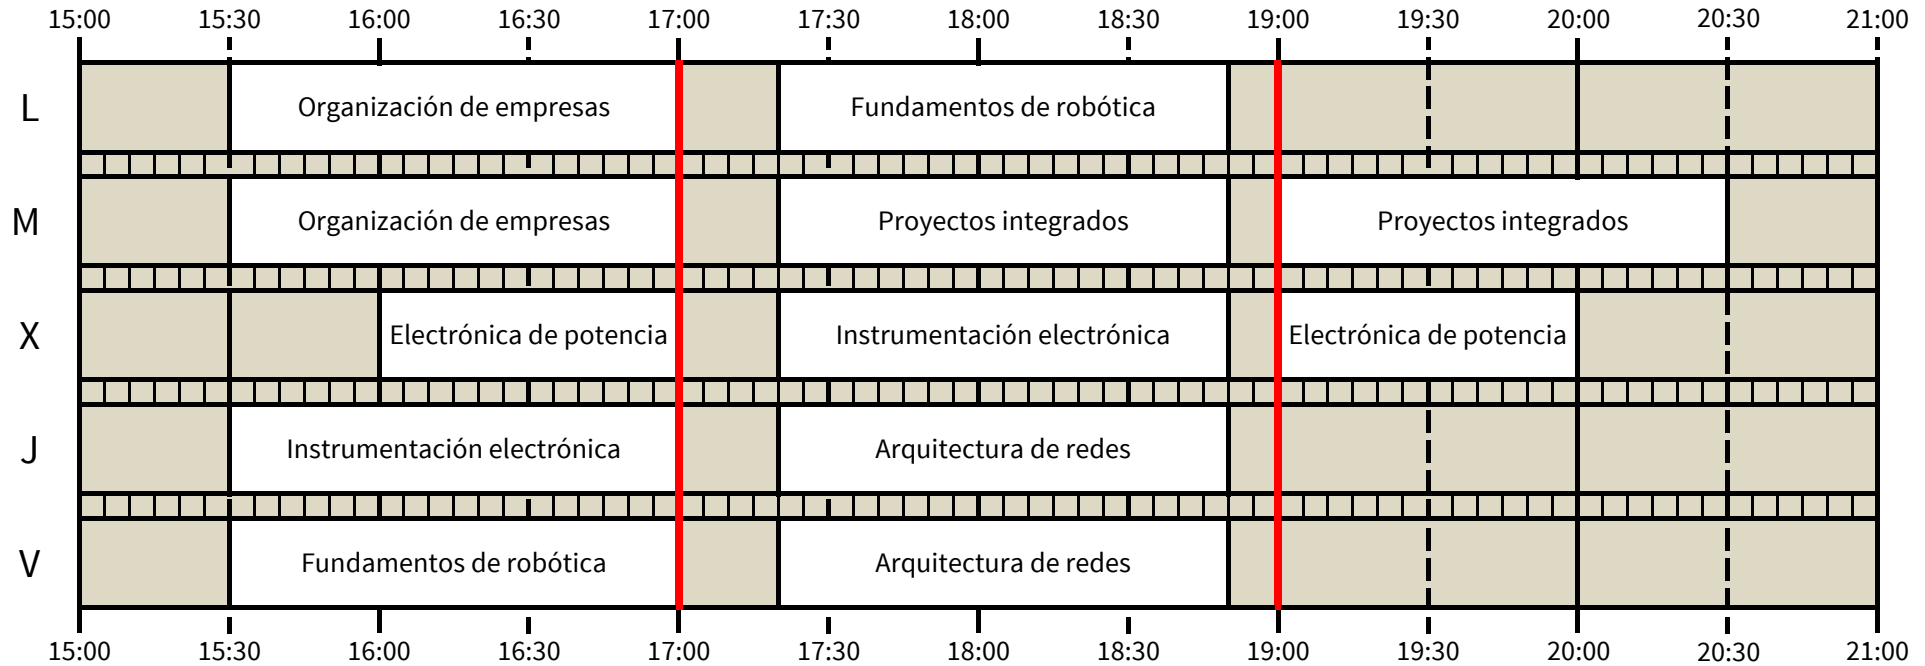 15:00 15:30 16:00 16:30 17:00 17:30 18:00 18:30 19:00 19:30 20:00 20:30 21:00
L Organización de empresas Fundamentos de robótica
M Organización de empresas Proyectos integrados Proyectos integrados
X Electrónica de potencia Instrumentación electrónica Electrónica de potencia
J Instrumentación electrónica Arquitectura de redes
V Fundamentos de robótica Arquitectura de redes
15:00 15:30 16:00 16:30 17:00 17:30 18:00 18:30 19:00 19:30 20:00 20:30 21:00